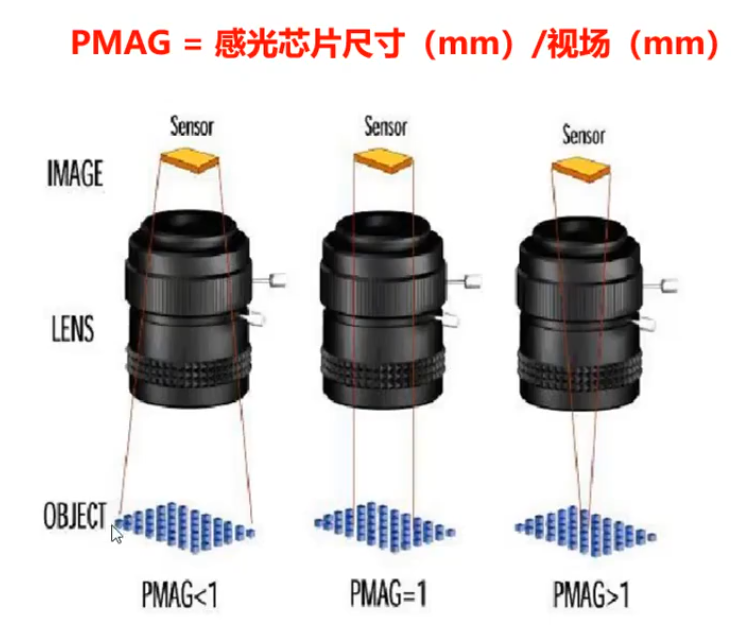 PMAG = 感光芯片尺寸（mm）/视场（mm）
Sensor Sensor Sensor
IMAGE
LENS
OBJECT
PMAG<1 PMAG=1 PMAG>1